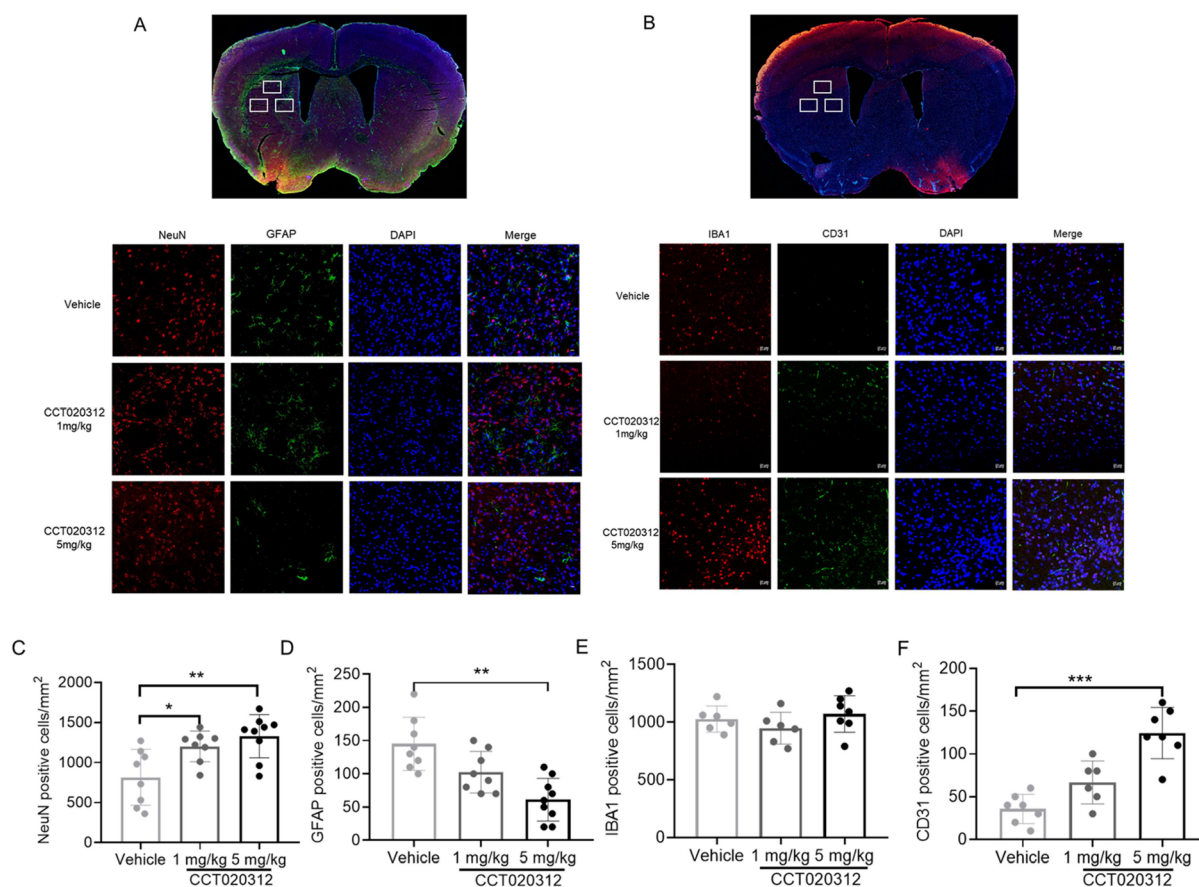 A
B
NeuN GFAP DAPI Merge
Vehicle
CCT020312
1mg/kg
CCT020312
5mg/kg
IBA1 CD31 DAPI Merge
Vehicle
CCT020312
1mg/kg
CCT020312
5mg/kg
C
NeuN positive cells/mm²
2000
1500
1000
500
0
**
*
Vehicle 1 mg/kg 5 mg/kg
CCT020312
D
GFAP positive cells/mm²
250
200
150
100
50
0
**
Vehicle 1 mg/kg 5 mg/kg
CCT020312
E
IBA1 positive cells/mm²
1500
1000
500
0
Vehicle 1 mg/kg 5 mg/kg
CCT020312
F
CD31 positive cells/mm²
200
150
100
50
0
***
Vehicle 1 mg/kg 5 mg/kg
CCT020312